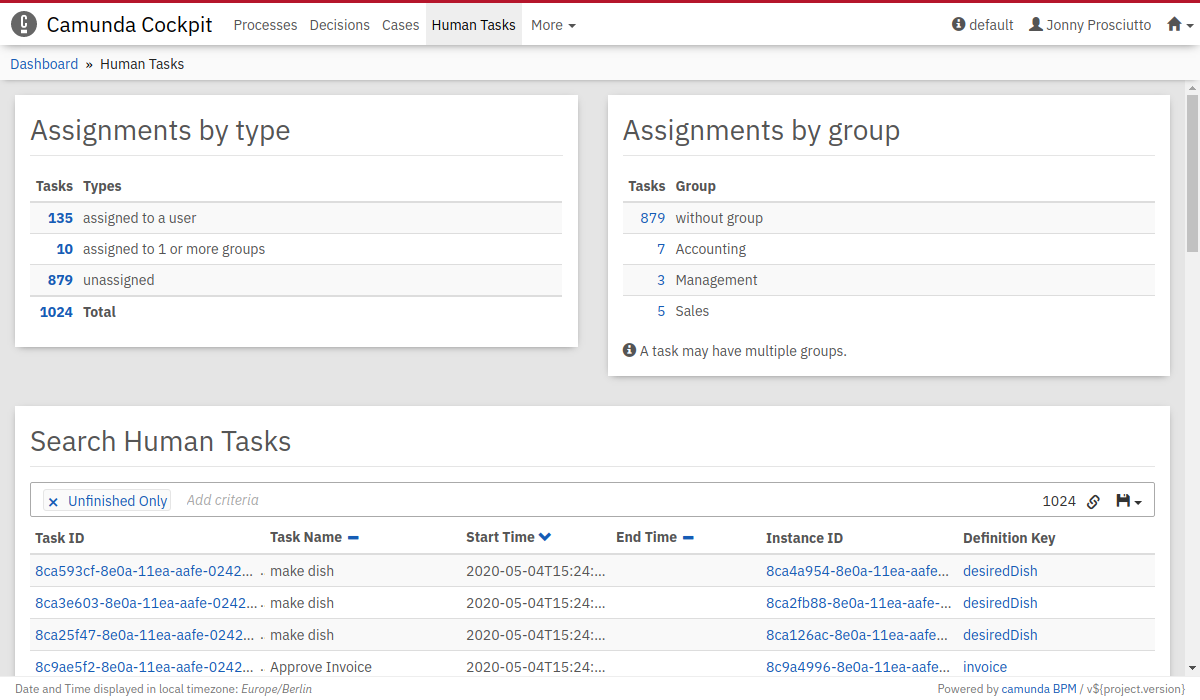 Camunda Cockpit Processes Decisions Cases Human Tasks More default Jonny Prosciutto
Dashboard » Human Tasks
Assignments by type
Tasks Types
135 assigned to a user
10 assigned to 1 or more groups
879 unassigned
1024 Total
Assignments by group
Tasks Group
879 without group
7 Accounting
3 Management
5 Sales
A task may have multiple groups.
Search Human Tasks
× Unfinished Only Add criteria 1024
Task ID Task Name Start Time End Time Instance ID Definition Key
8ca593cf-8e0a-11ea-aafe-0242... . make dish 2020-05-04T15:24:... 8ca4a954-8e0a-11ea-aafe... desiredDish
8ca3e603-8e0a-11ea-aafe-0242... . make dish 2020-05-04T15:24:... 8ca2fb88-8e0a-11ea-aafe-... desiredDish
8ca25f47-8e0a-11ea-aafe-0242... . make dish 2020-05-04T15:24:... 8ca126ac-8e0a-11ea-aafe... desiredDish
8c9ae5f2-8e0a-11ea-aafe-0242... . Approve Invoice 2020-05-04T15:24:... 8c9a4996-8e0a-11ea-aafe... invoice
Date and Time displayed in local timezone: Europe/Berlin Powered by camunda BPM / v${project.version}